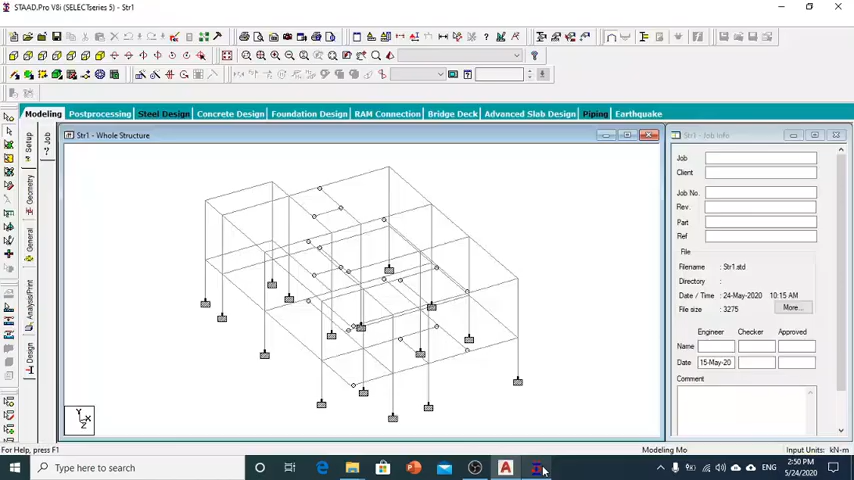 STAAD.Pro V8i (SELECTseries 5) - Str1
Modeling Postprocessing Steel Design Concrete Design Foundation Design RAM Connection Bridge Deck Advanced Slab Design Piping Earthquake
Str1 - Whole Structure
Str1 - Job Info
Setup
Job
Geometry
General
Analysis/Print
Design
Job
Client
Job No.
Rev.
Part
Ref
File
Filename : Str1.std
Directory :
Date / Time : 24-May-2020 10:15 AM
File size : 3275
More...
Engineer Checker Approved
Name
Date 15-May-20
Comment
Y
X
Z
For Help, press F1
Modeling Mo
Input Units: kN-m
Type here to search
ENG
2:50 PM
5/24/2020